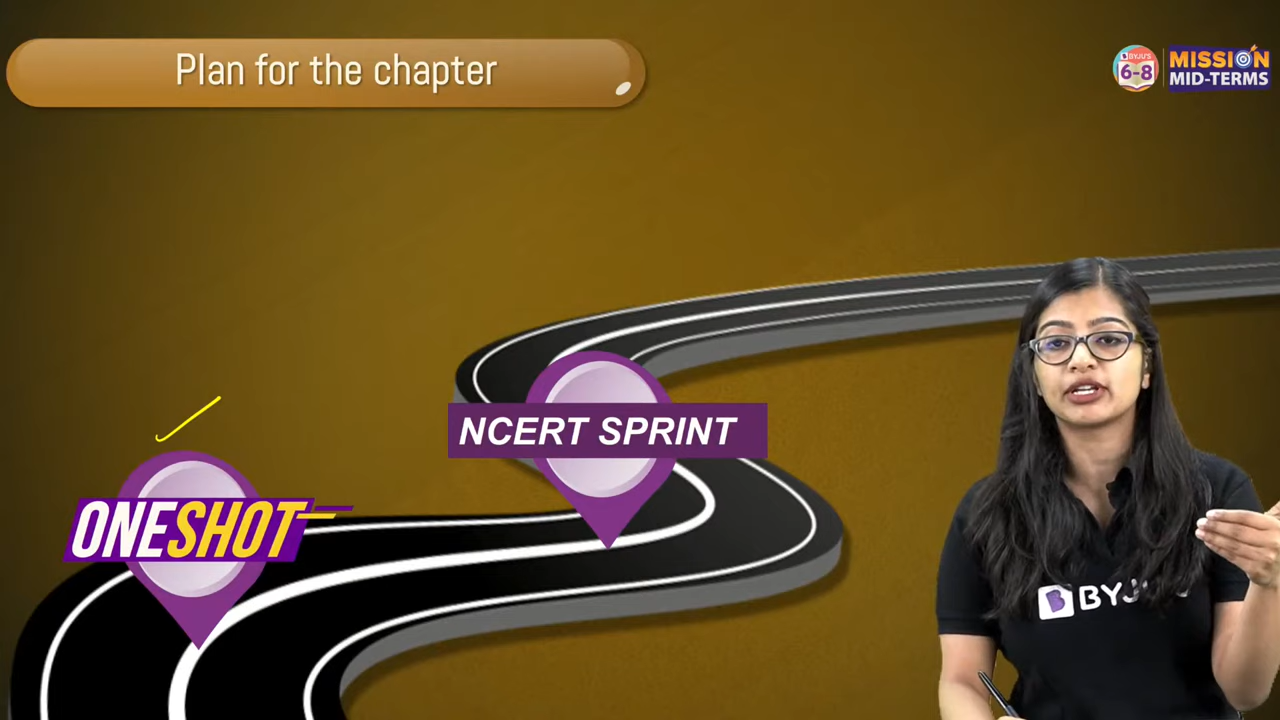 Plan for the chapter
BYJU'S
6-8
MISSION
MID-TERMS
NCERT SPRINT
ONESHOT
BYJU'S